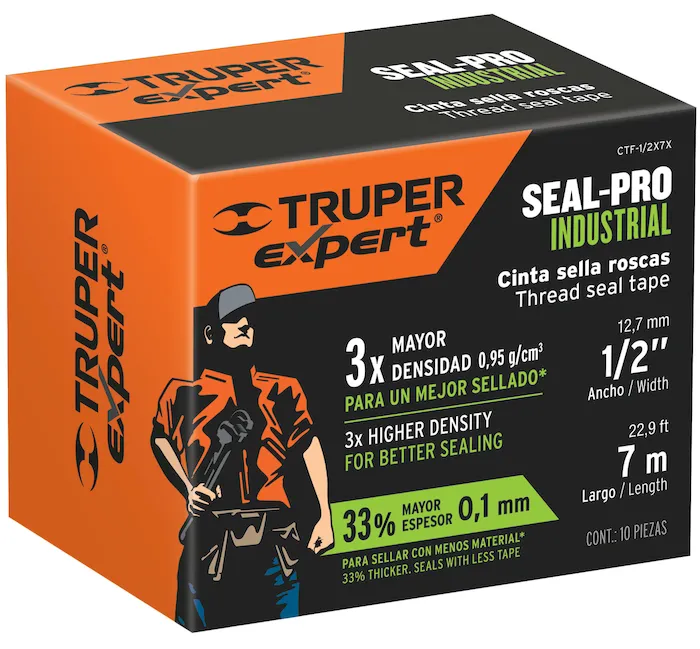 TRUPER
expert®
SEAL-PRO
INDUSTRIAL
Cinta sella roscas
Thread seal tape
CTF-1/2X7X
TRUPER
expert®
TRUPER
expert®
SEAL-PRO
INDUSTRIAL
Cinta sella roscas
Thread seal tape
3x MAYOR
DENSIDAD 0,95 g/cm³
PARA UN MEJOR SELLADO*
3x HIGHER DENSITY
FOR BETTER SEALING
12,7 mm
1/2"
Ancho / Width
22,9 ft
7 m
Largo / Length
33% MAYOR
ESPESOR 0,1 mm
PARA SELLAR CON MENOS MATERIAL*
33% THICKER. SEALS WITH LESS TAPE
CONT.: 10 PIEZAS